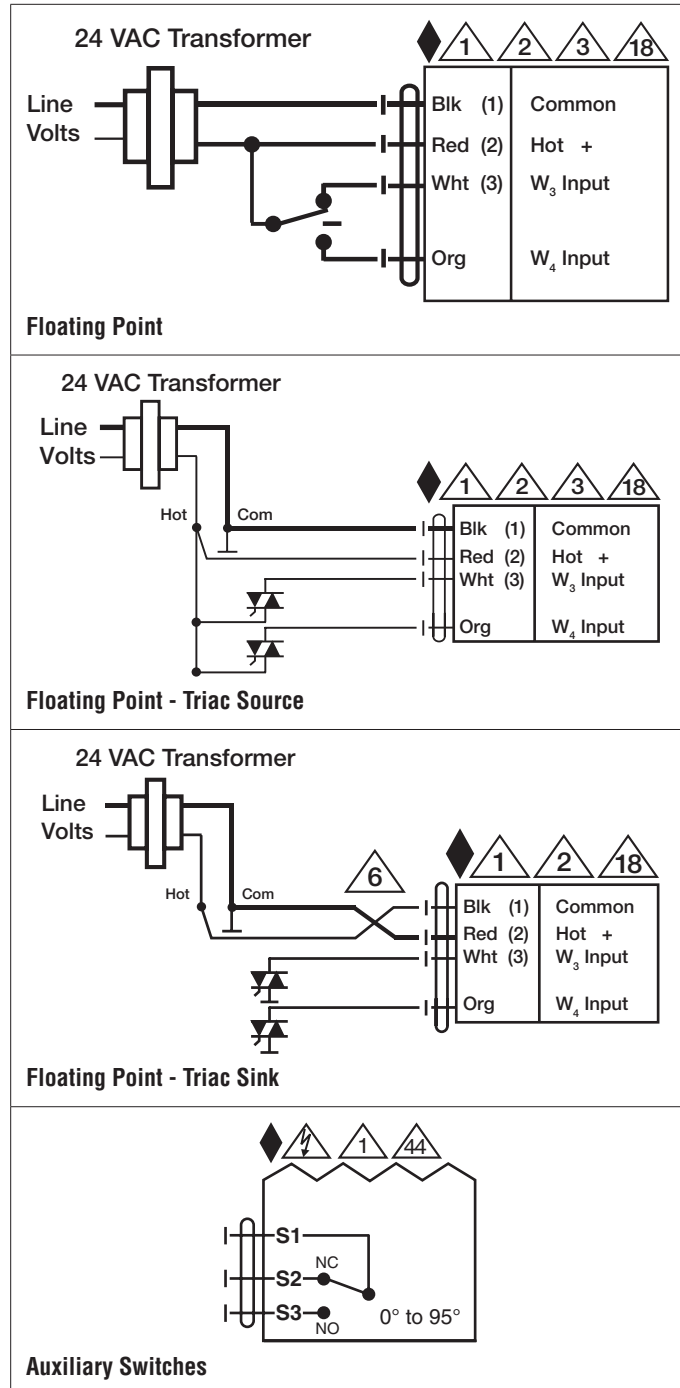 24 VAC Transformer
1 2 3 18
Line
Volts
Blk (1) Common
Red (2) Hot +
Wht (3) W₃ Input
Org W₄ Input
Floating Point
24 VAC Transformer
Line
Volts
1 2 3 18
Hot Com
Blk (1) Common
Red (2) Hot +
Wht (3) W₃ Input
Org W₄ Input
Floating Point - Triac Source
24 VAC Transformer
Line
Volts
6 1 2 18
Hot Com
Blk (1) Common
Red (2) Hot +
Wht (3) W₃ Input
Org W₄ Input
Floating Point - Triac Sink
1 44
S1
NC
S2
S3 0° to 95°
NO
Auxiliary Switches